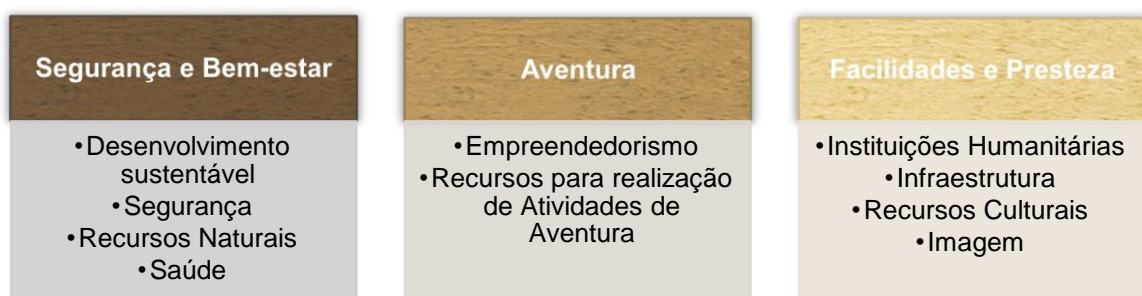 Segurança e Bem-estar
•Desenvolvimento
sustentável
•Segurança
•Recursos Naturais
•Saúde
Aventura
•Empreendedorismo
•Recursos para realização
de Atividades de
Aventura
Facilidades e Presteza
•Instituições Humanitárias
•Infraestrutura
•Recursos Culturais
•Imagem